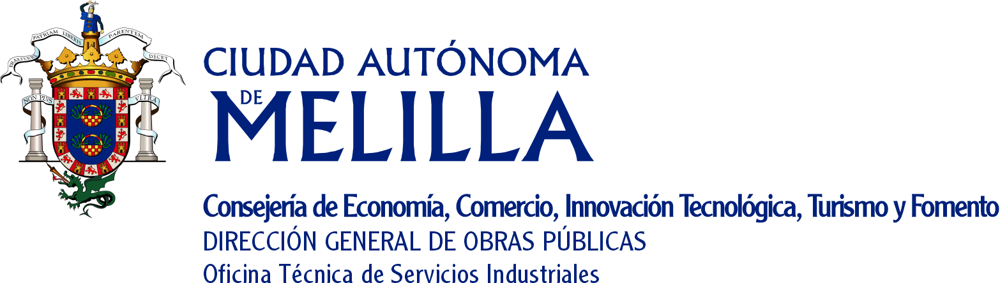 PRAEFERRE PATRIAM LIBERIS PARENTEM DECET
NON PLVS VLTRA
CIUDAD AUTÓNOMA
DE
MELILLA
Consejería de Economía, Comercio, Innovación Tecnológica, Turismo y Fomento
DIRECCIÓN GENERAL DE OBRAS PÚBLICAS
Oficina Técnica de Servicios Industriales